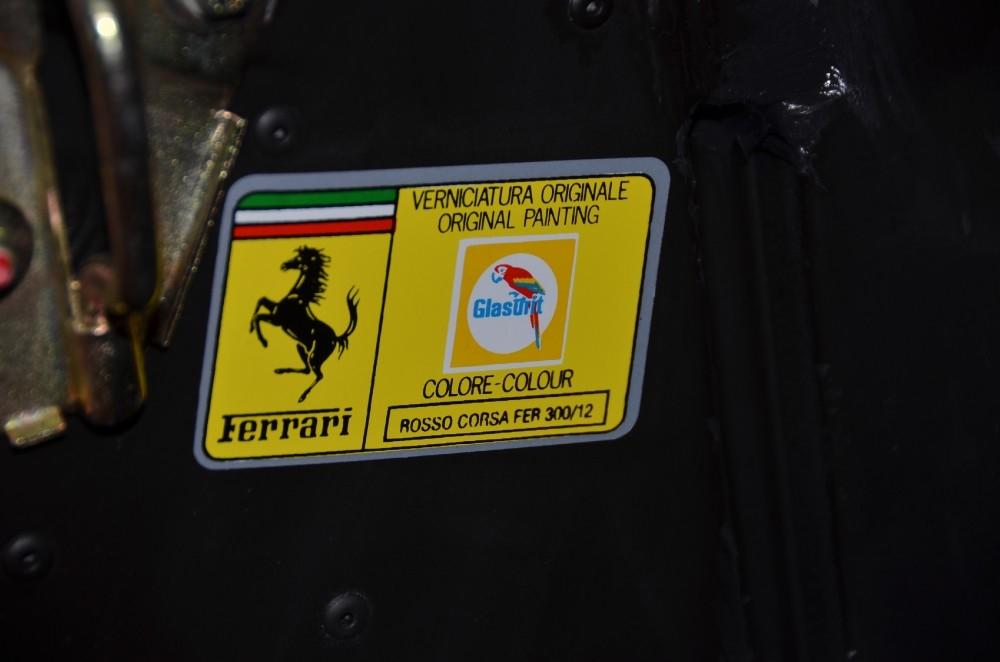 VERNICIATURA ORIGINALE
ORIGINAL PAINTING
Glasurit
COLORE-COLOUR
ROSSO CORSA FER 300/12
Ferrari